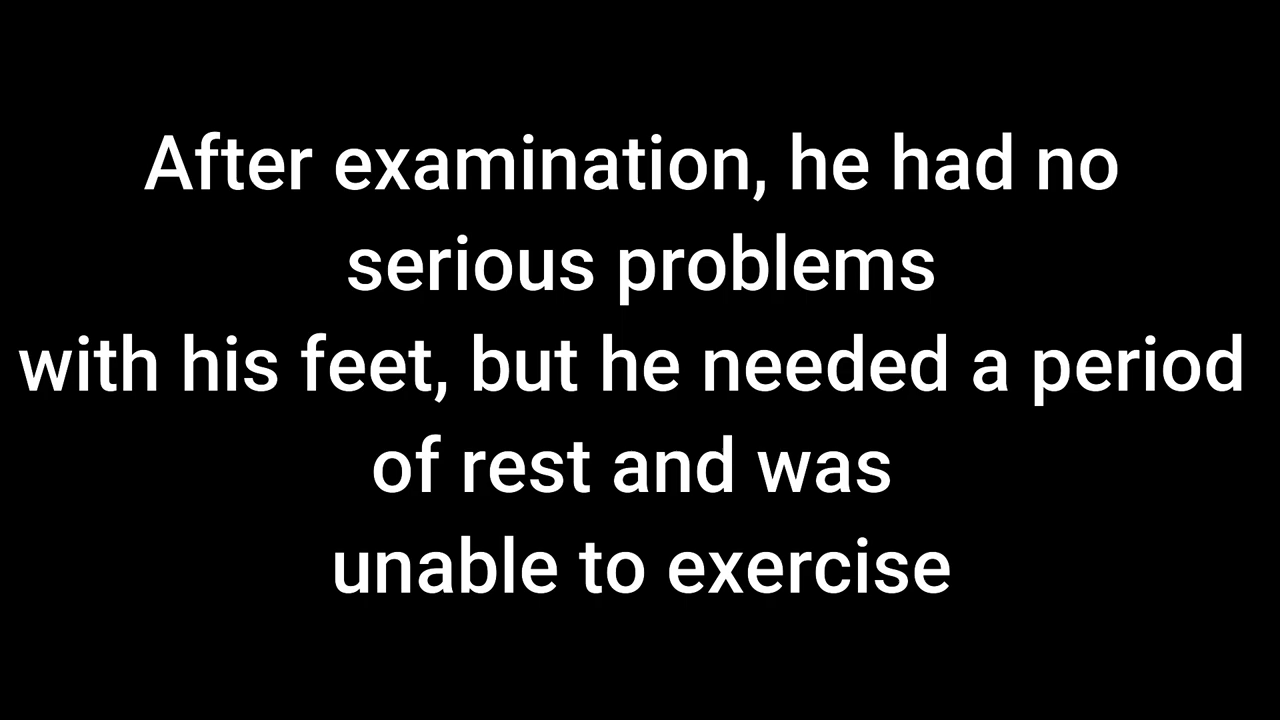 After examination, he had no
serious problems
with his feet, but he needed a period
of rest and was
unable to exercise